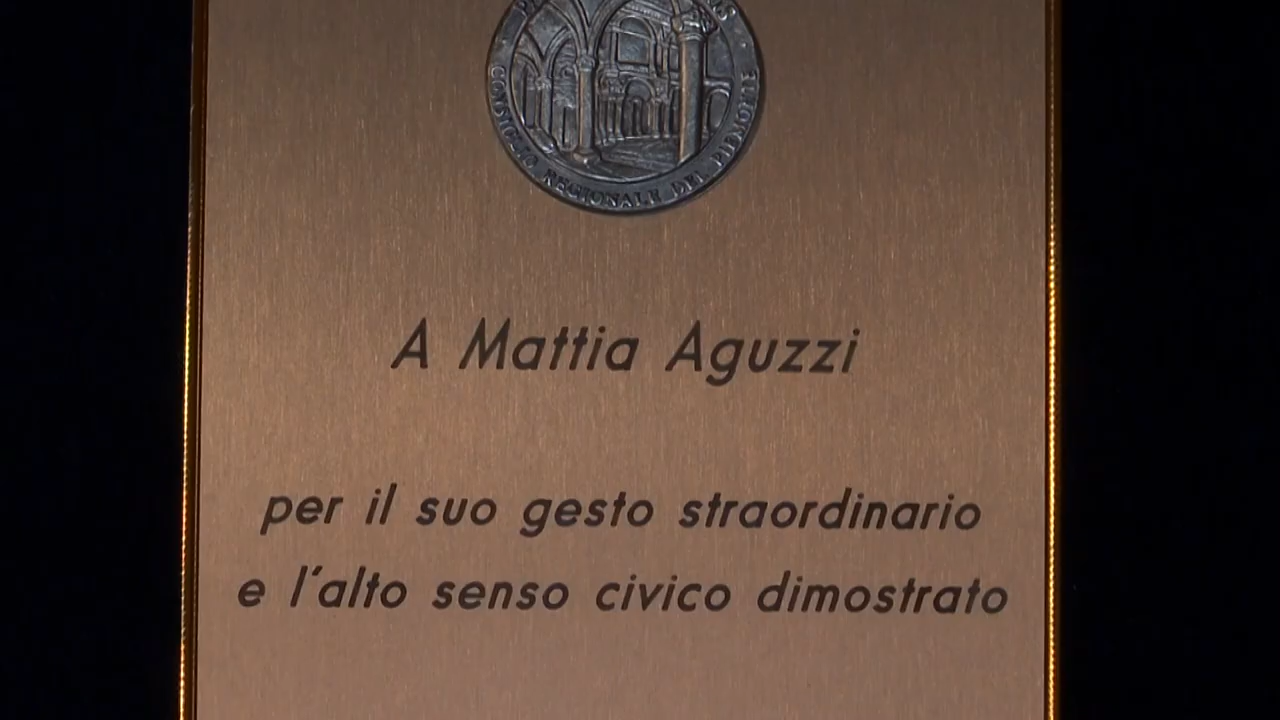 CONSIGLIO REGIONALE DEL PIEMONTE
A Mattia Aguzzi
per il suo gesto straordinario
e l'alto senso civico dimostrato